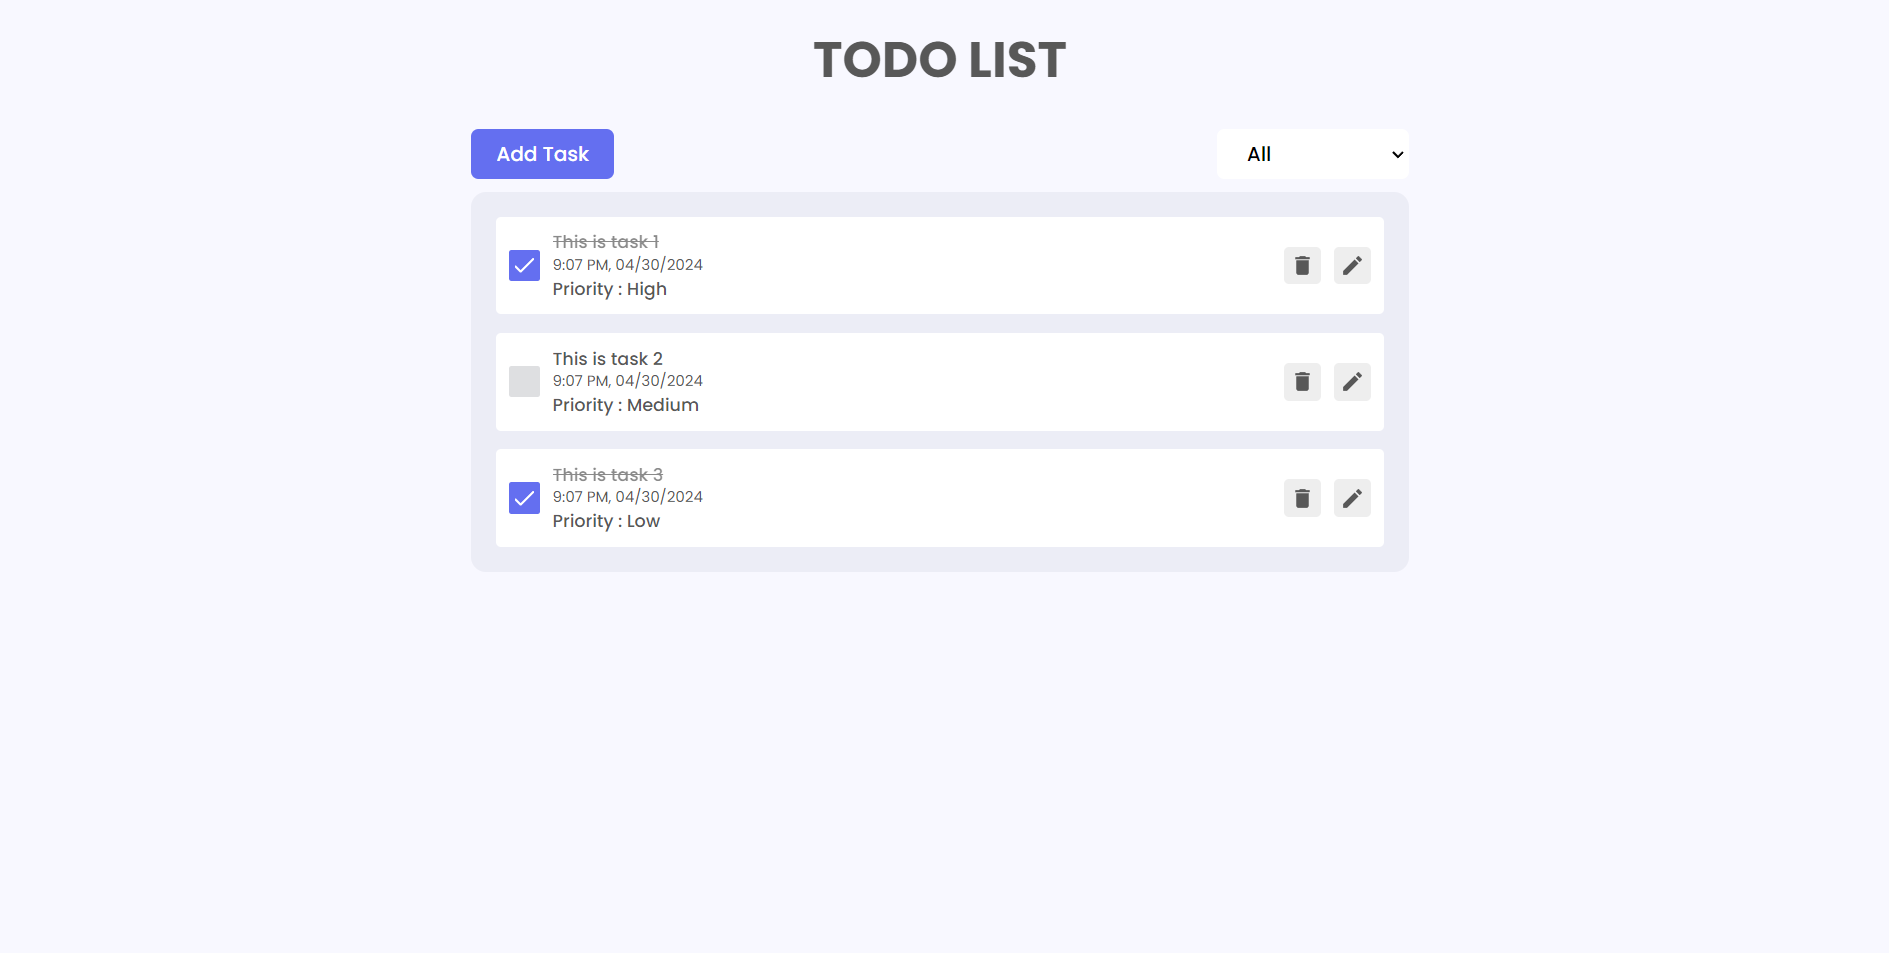 TODO LIST
Add Task
All
This is task 1
9:07 PM, 04/30/2024
Priority : High
This is task 2
9:07 PM, 04/30/2024
Priority : Medium
This is task 3
9:07 PM, 04/30/2024
Priority : Low